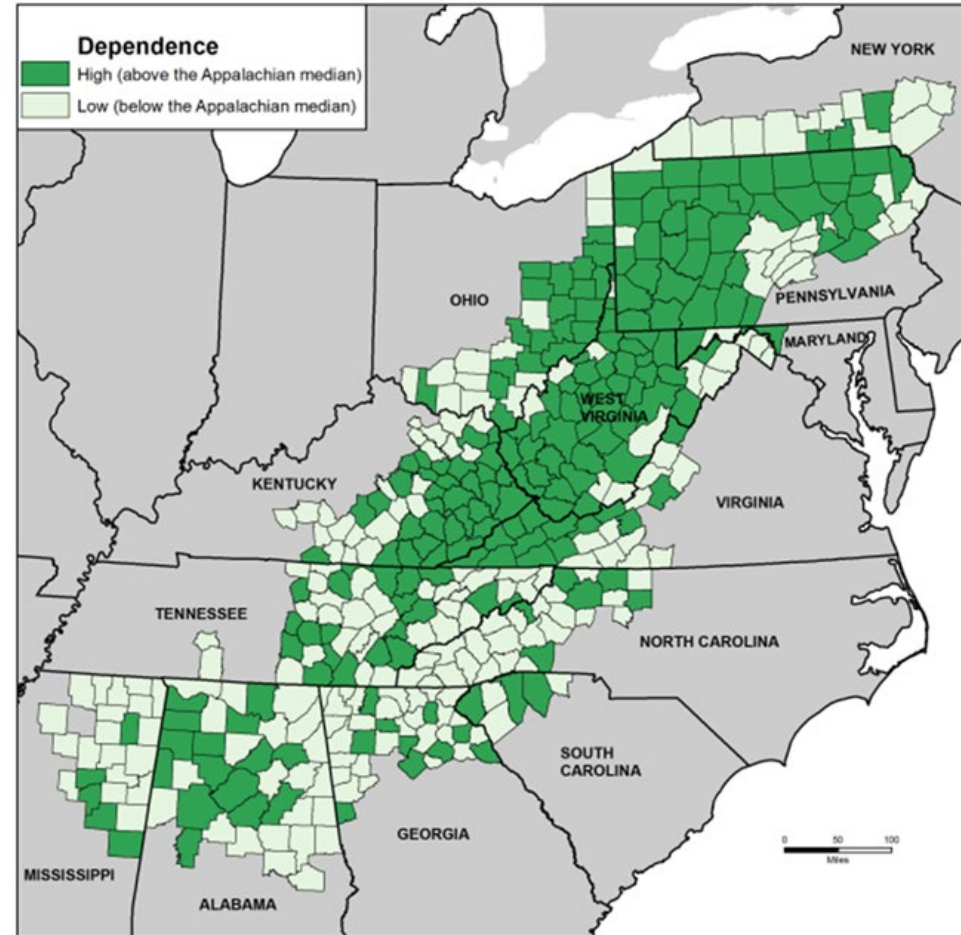 Dependence
High (above the Appalachian median)
Low (below the Appalachian median)
NEW YORK
PENNSYLVANIA
OHIO
MARYLAND
WEST
VIRGINIA
KENTUCKY
VIRGINIA
TENNESSEE
NORTH CAROLINA
SOUTH
CAROLINA
GEORGIA
MISSISSIPPI
ALABAMA
0 50 100
Miles